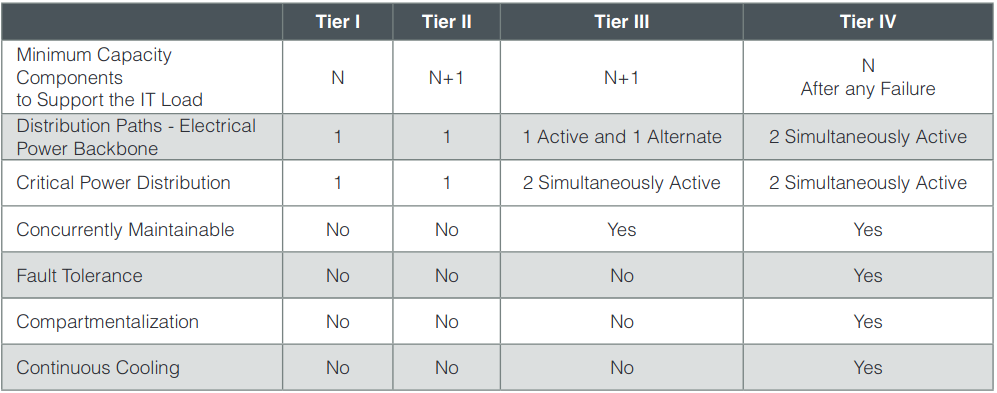 Tier I Tier II Tier III Tier IV
Minimum Capacity
Components
to Support the IT Load N N+1 N+1 N
After any Failure
Distribution Paths - Electrical
Power Backbone 1 1 1 Active and 1 Alternate 2 Simultaneously Active
Critical Power Distribution 1 1 2 Simultaneously Active 2 Simultaneously Active
Concurrently Maintainable No No Yes Yes
Fault Tolerance No No No Yes
Compartmentalization No No No Yes
Continuous Cooling No No No Yes